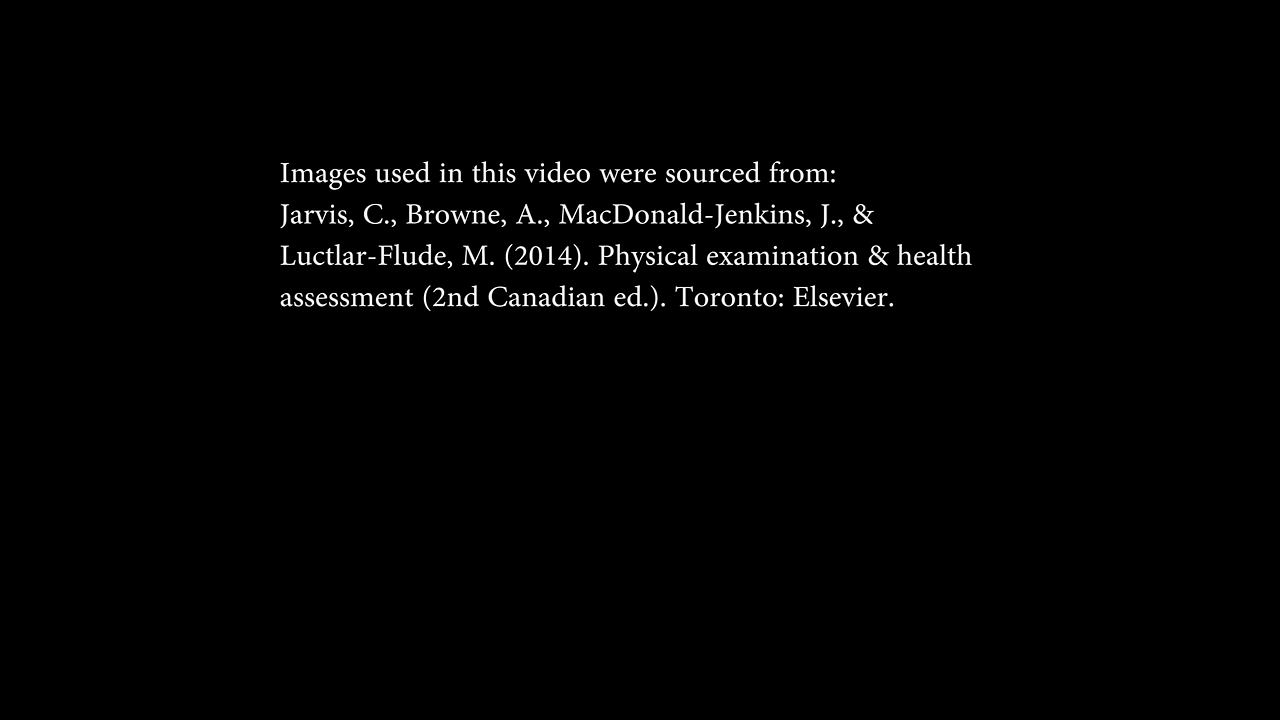 Images used in this video were sourced from:
Jarvis, C., Browne, A., MacDonald-Jenkins, J., &
Luctlar-Flude, M. (2014). Physical examination & health
assessment (2nd Canadian ed.). Toronto: Elsevier.